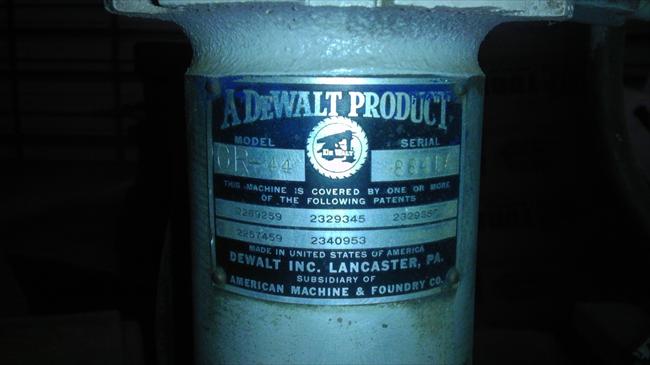 A DEWALT PRODUCT
MODEL SERIAL
DE WALT
THIS MACHINE IS COVERED BY ONE OR MORE
OF THE FOLLOWING PATENTS
2329345
2257459 2340953
MADE IN UNITED STATES OF AMERICA
DEWALT INC. LANCASTER, PA.
SUBSIDIARY OF
AMERICAN MACHINE & FOUNDRY CO.